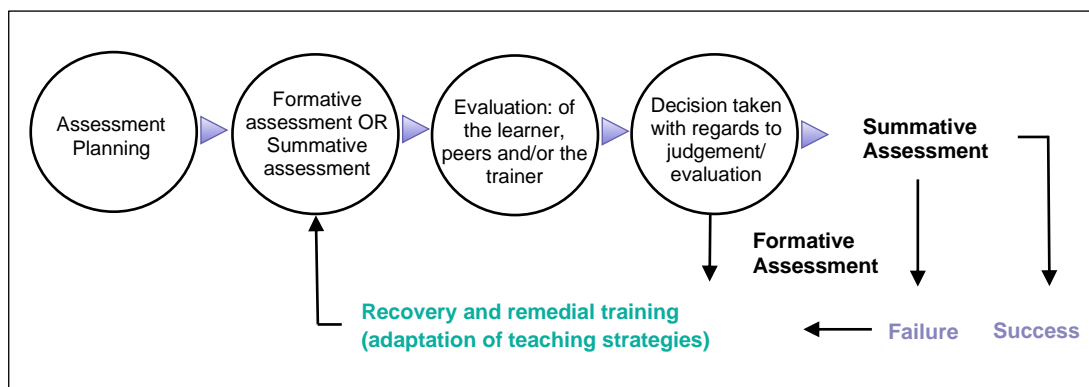 Assessment
Planning
Formative
assessment OR
Summative
assessment
Evaluation: of
the learner,
peers and/or the
trainer
Decision taken
with regards to
judgement/
evaluation
Summative
Assessment
Formative
Assessment
Recovery and remedial training
(adaptation of teaching strategies)
Failure
Success